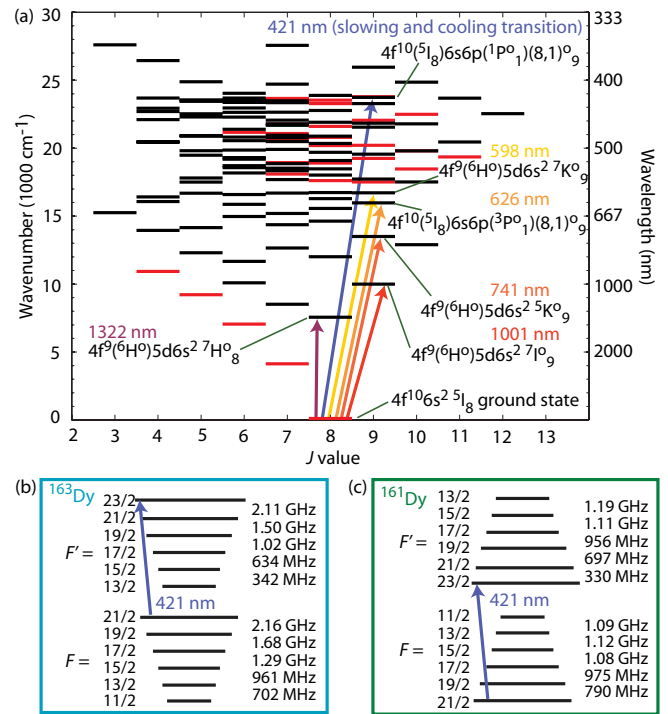 (a)
421 nm (slowing and cooling transition)
4f¹⁰(⁵I₈)6s6p(¹Pº₁)(8,1)º₉
30
25
20
15
10
5
0
Wavenumber (1000 cm⁻¹)
333
400
500
667
1000
2000
Wavelength (nm)
598 nm
4f⁹(⁶Hº)5d6s² ⁷Kº₉
626 nm
4f¹⁰(⁵I₈)6s6p(³Pº₁)(8,1)º₉
741 nm
4f⁹(⁶Hº)5d6s² ⁵Kº₉
1322 nm
4f⁹(⁶Hº)5d6s² ⁷Hº₈
1001 nm
4f⁹(⁶Hº)5d6s² ⁷Iº₉
4f¹⁰6s² ⁵I₈ ground state
2 3 4 5 6 7 8 9 10 11 12 13
J value
(b)
¹⁶³Dy
F' =
23/2
21/2
19/2
17/2
15/2
13/2
2.11 GHz
1.50 GHz
1.02 GHz
634 MHz
342 MHz
421 nm
F =
21/2
19/2
17/2
15/2
13/2
11/2
2.16 GHz
1.68 GHz
1.29 GHz
961 MHz
702 MHz
(c)
¹⁶¹Dy
F' =
13/2
15/2
17/2
19/2
21/2
23/2
1.19 GHz
1.11 GHz
956 MHz
697 MHz
330 MHz
421 nm
F =
11/2
13/2
15/2
17/2
19/2
21/2
1.09 GHz
1.12 GHz
1.08 GHz
975 MHz
790 MHz